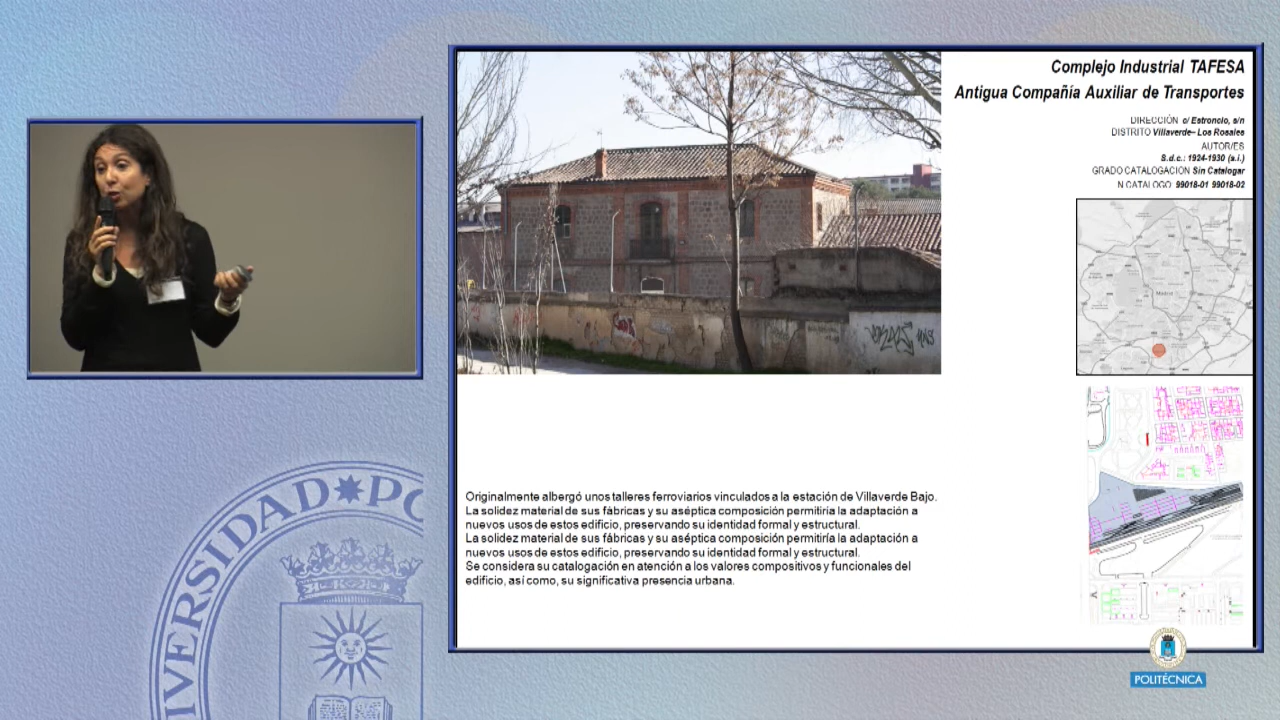 Complejo Industrial TAFESA
Antigua Compañía Auxiliar de Transportes
DIRECCIÓN c/ Estroncio, s/n
DISTRITO Villaverde– Los Rosales
AUTOR/ES
S.d.c.: 1924-1930 (a.i.)
GRADO CATALOGACIÓN Sin Catalogar
N CATALOGO 99018-01 99018-02
Madrid
Originalmente albergó unos talleres ferroviarios vinculados a la estación de Villaverde Bajo.
La solidez material de sus fábricas y su aséptica composición permitiría la adaptación a
nuevos usos de estos edificio, preservando su identidad formal y estructural.
La solidez material de sus fábricas y su aséptica composición permitiría la adaptación a
nuevos usos de estos edificio, preservando su identidad formal y estructural.
Se considera su catalogación en atención a los valores compositivos y funcionales del
edificio, así como, su significativa presencia urbana.
IVERSIDAD PO
POLITÉCNICA